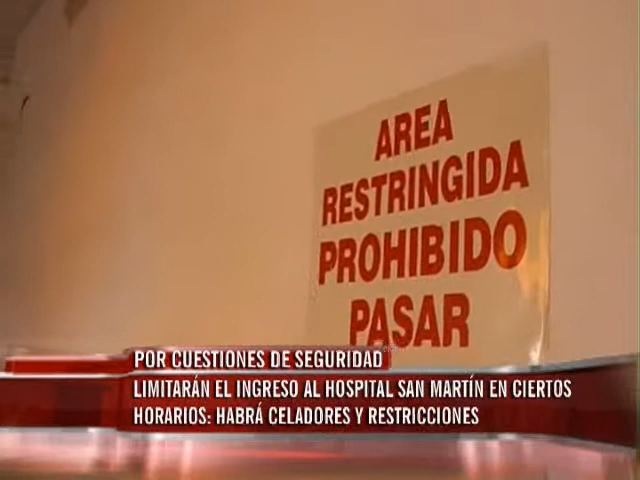 AREA
RESTRINGIDA
PROHIBIDO
PASAR
POR CUESTIONES DE SEGURIDAD
LIMITARÁN EL INGRESO AL HOSPITAL SAN MARTÍN EN CIERTOS
HORARIOS: HABRÁ CELADORES Y RESTRICCIONES